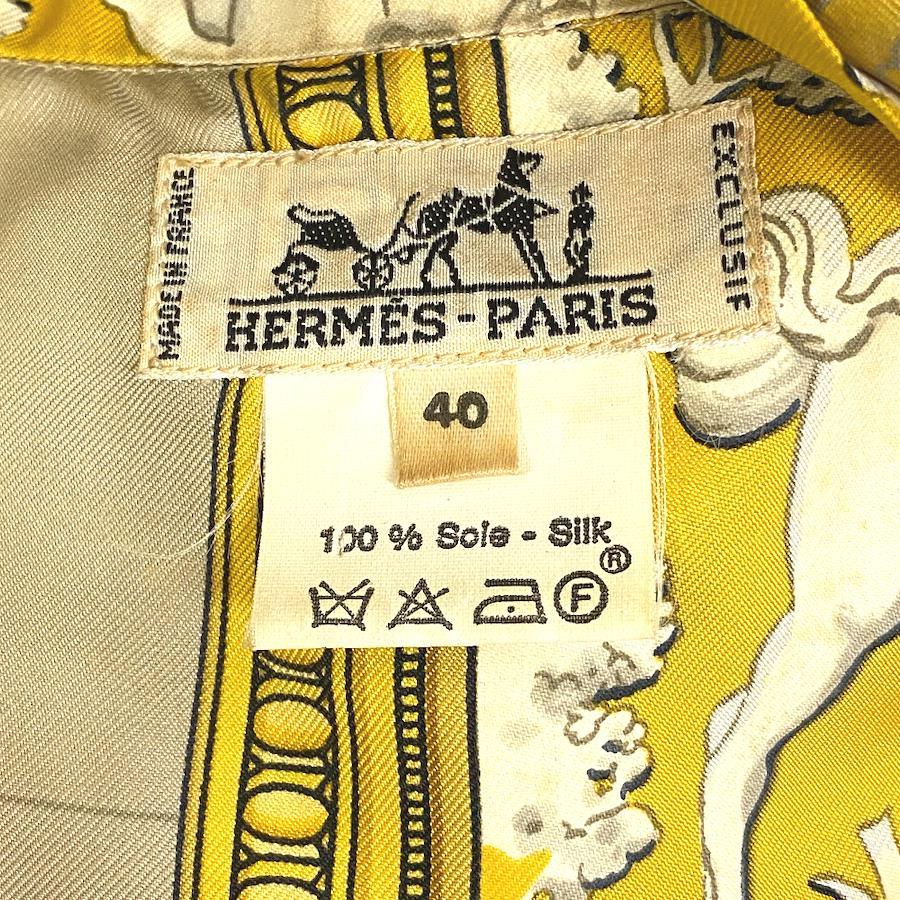 MADE IN FRANCE
EXCLUSIF
HERMÈS - PARIS
40
100 % Soie - Silk
®
F